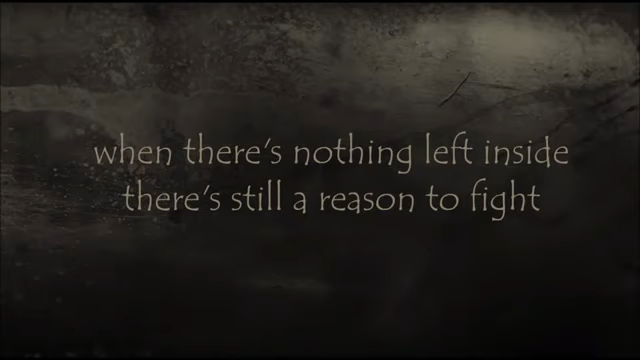 when there's nothing left inside
there's still a reason to fight